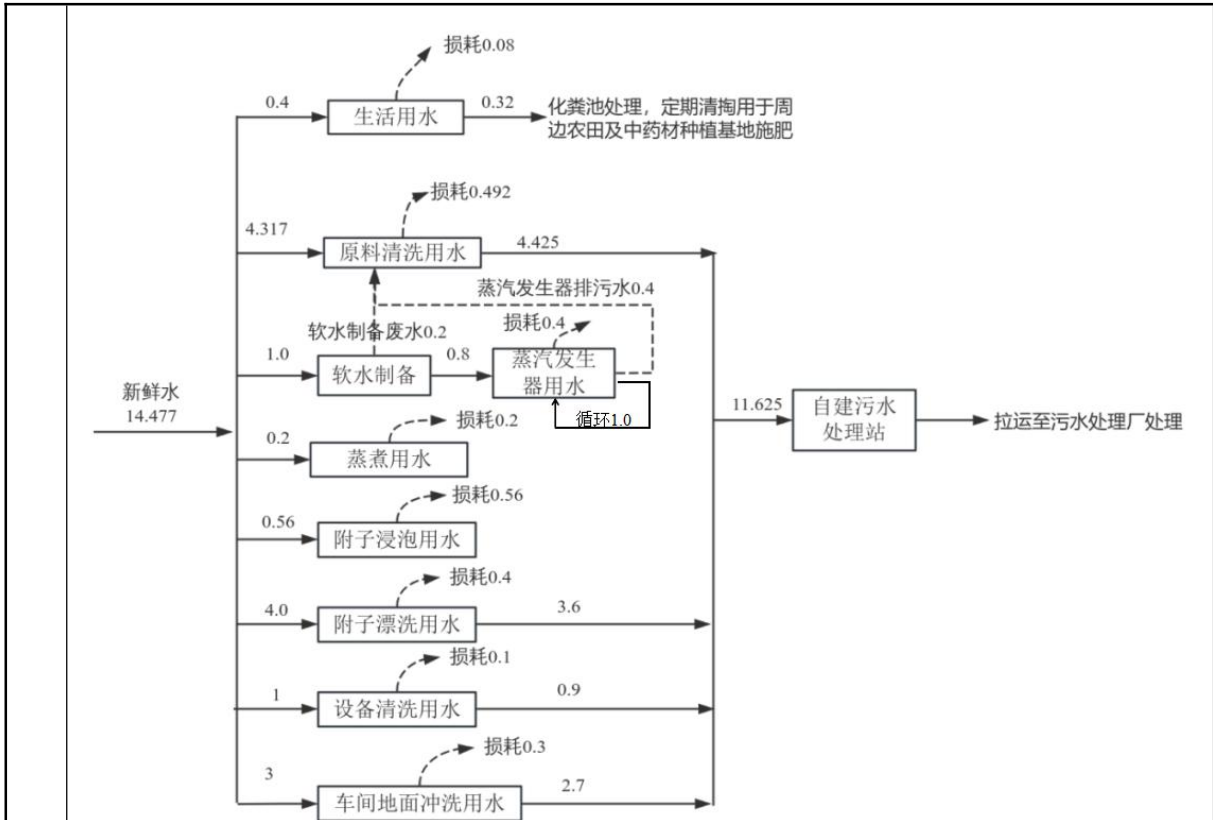 损耗0.08
0.4
生活用水
0.32
化粪池处理，定期清掏用于周
边农田及中药材种植基地施肥
损耗0.492
4.317
原料清洗用水
4.425
蒸汽发生器排污水0.4
软水制备废水0.2
损耗0.4
1.0
软水制备
0.8
蒸汽发生
器用水
循环1.0
新鲜水
14.477
11.625
自建污水
处理站
拉运至污水处理厂处理
损耗0.2
0.2
蒸煮用水
损耗0.56
0.56
附子浸泡用水
损耗0.4
4.0
附子漂洗用水
3.6
损耗0.1
1
设备清洗用水
0.9
损耗0.3
3
车间地面冲洗用水
2.7